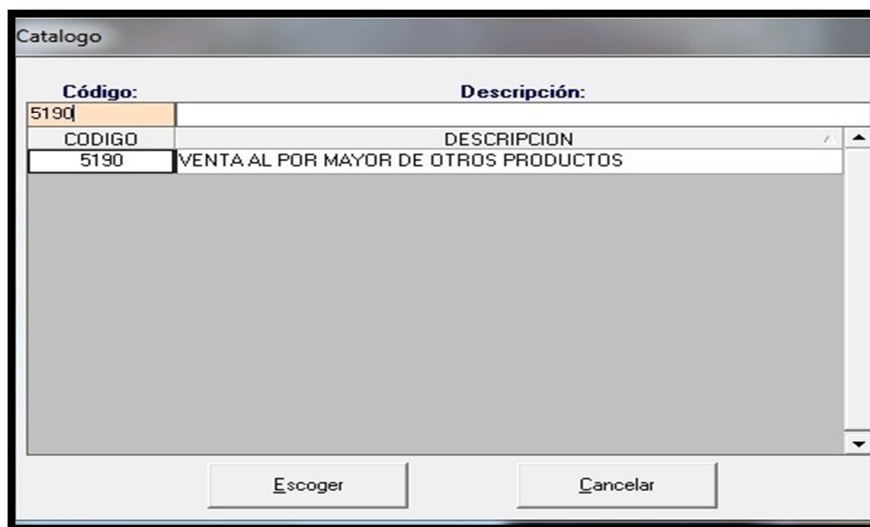 Catalogo
Código: Descripción:
5190
CODIGO DESCRIPCION
5190 VENTA AL POR MAYOR DE OTROS PRODUCTOS
Escoger Cancelar